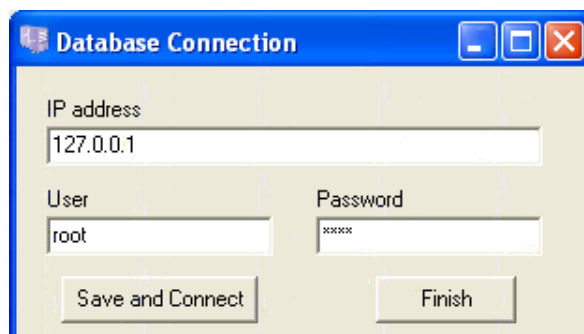 Database Connection
IP address
127.0.0.1
User
Password
root
****
Save and Connect
Finish